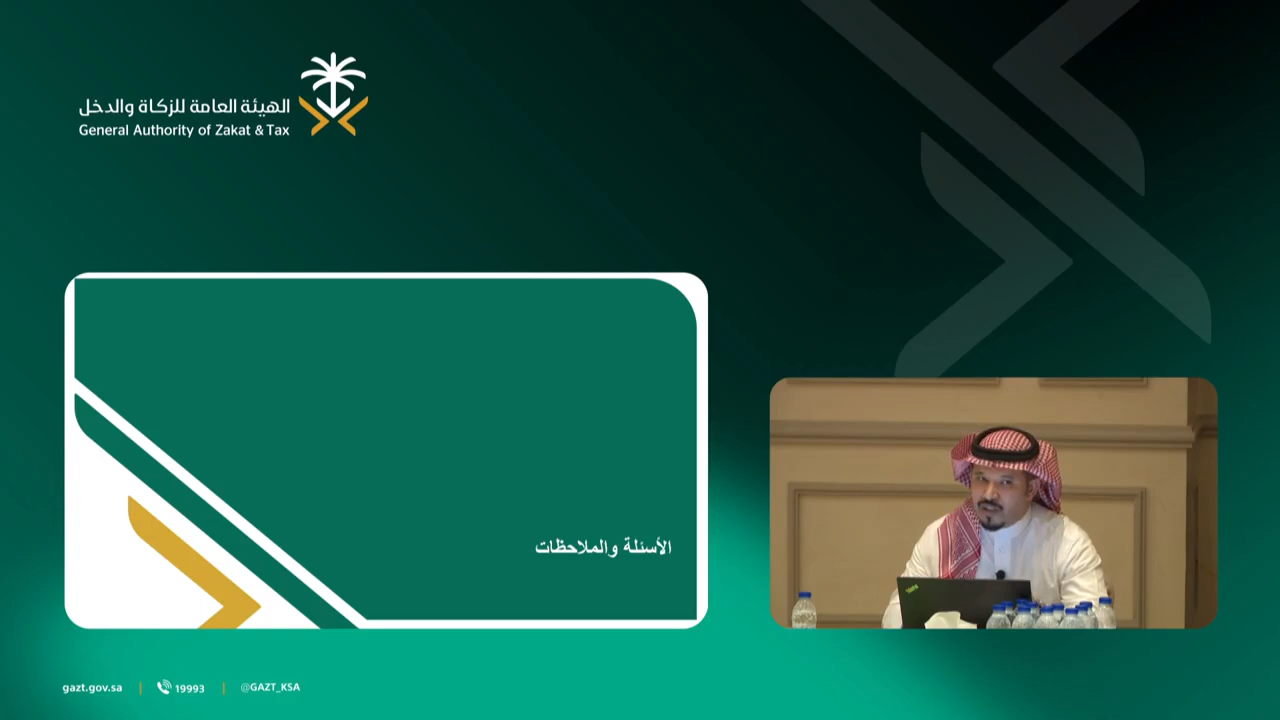 الهيئة العامة للزكاة والدخل
General Authority of Zakat & Tax
الأسئلة والملاحظات
gazt.gov.sa | 19993 | @GAZT_KSA